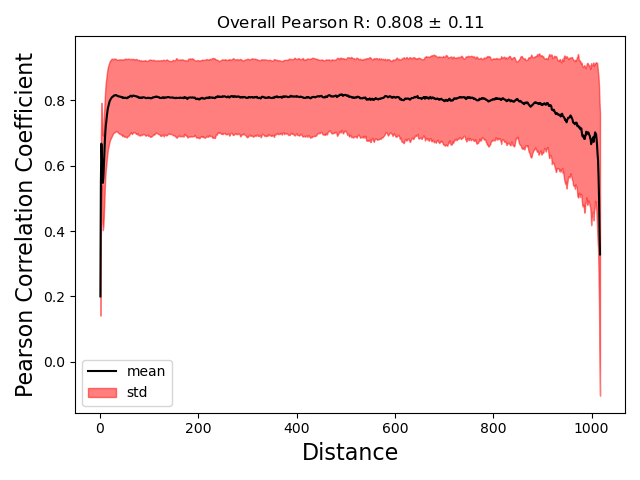 Overall Pearson R: 0.808 ± 0.11
Pearson Correlation Coefficient
0.8
0.6
0.4
0.2
0.0
mean
std
0 200 400 600 800 1000
Distance